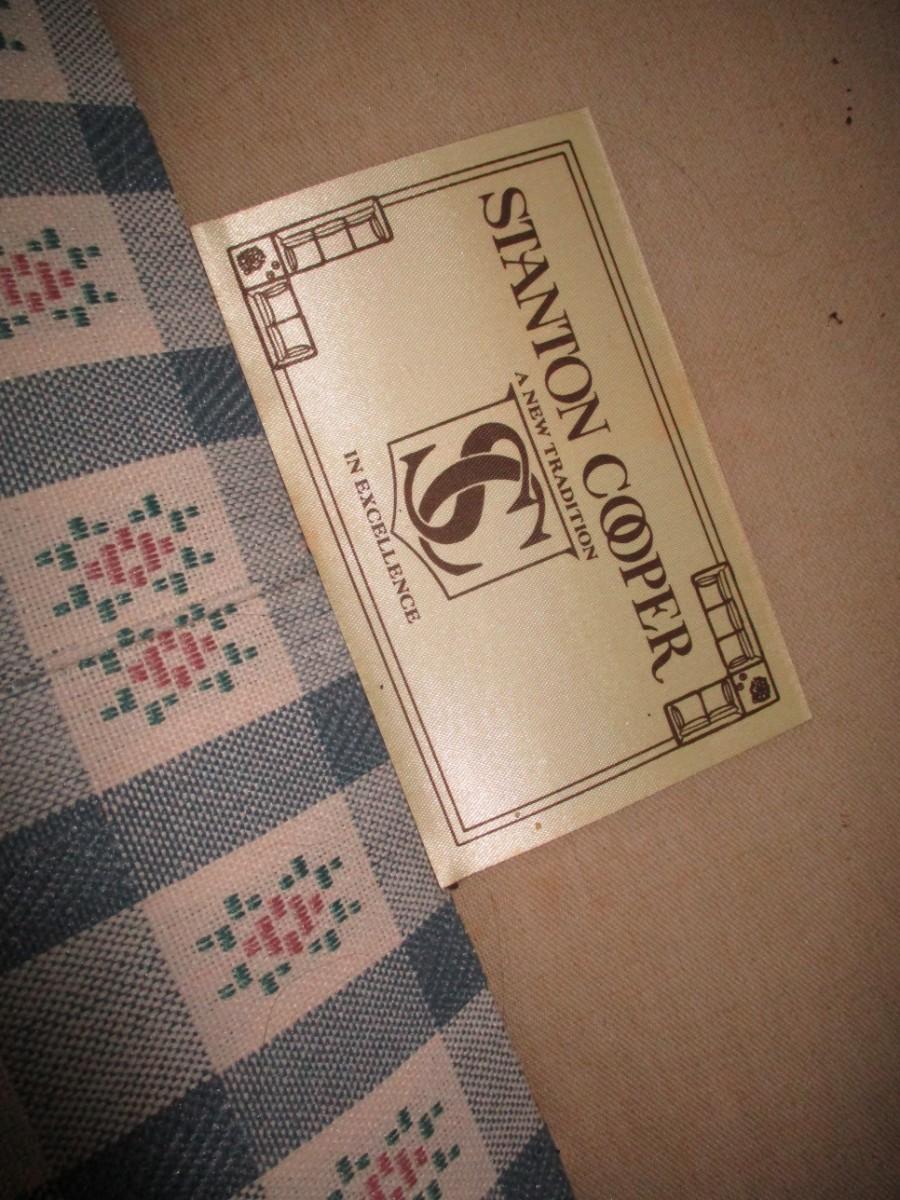 STANTON COOPER
A NEW TRADITION
SC
IN EXCELLENCE